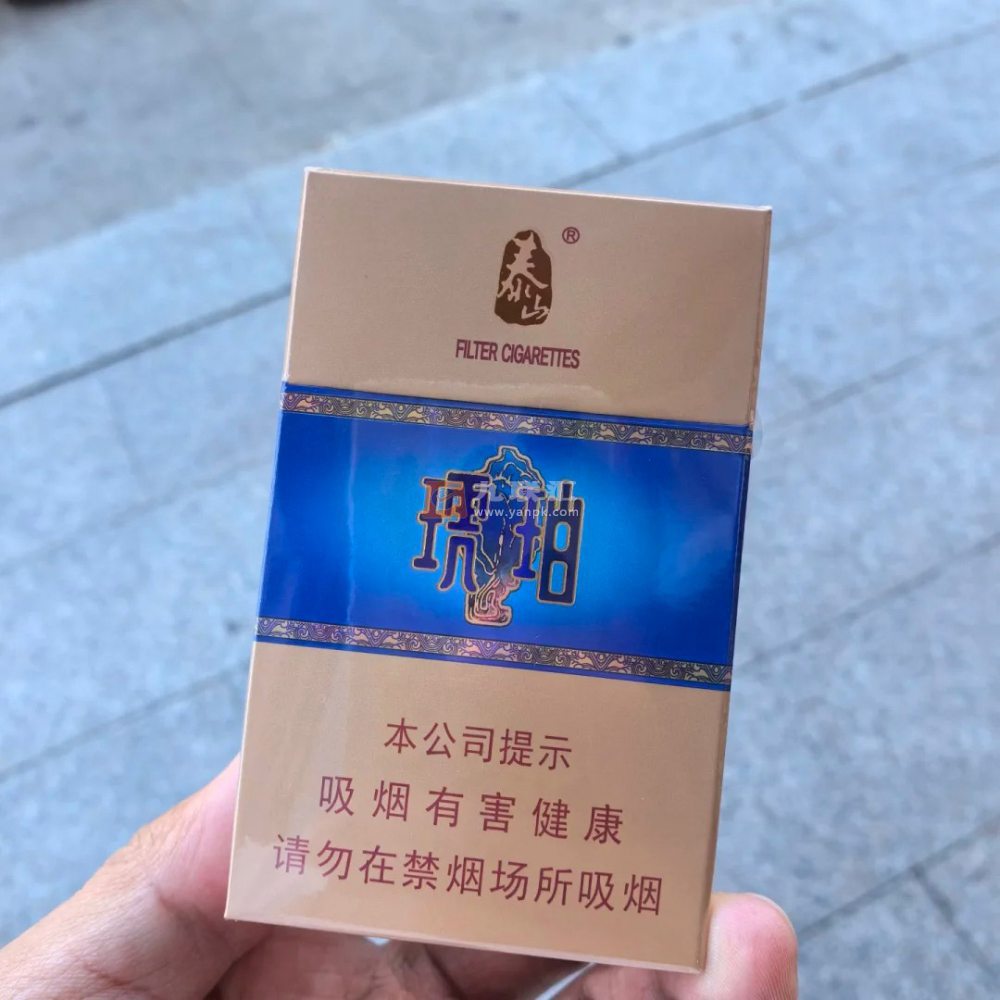 泰山®
FILTER CIGARETTES
琥珀
www.yanpk.com
本公司提示
吸烟有害健康
请勿在禁烟场所吸烟